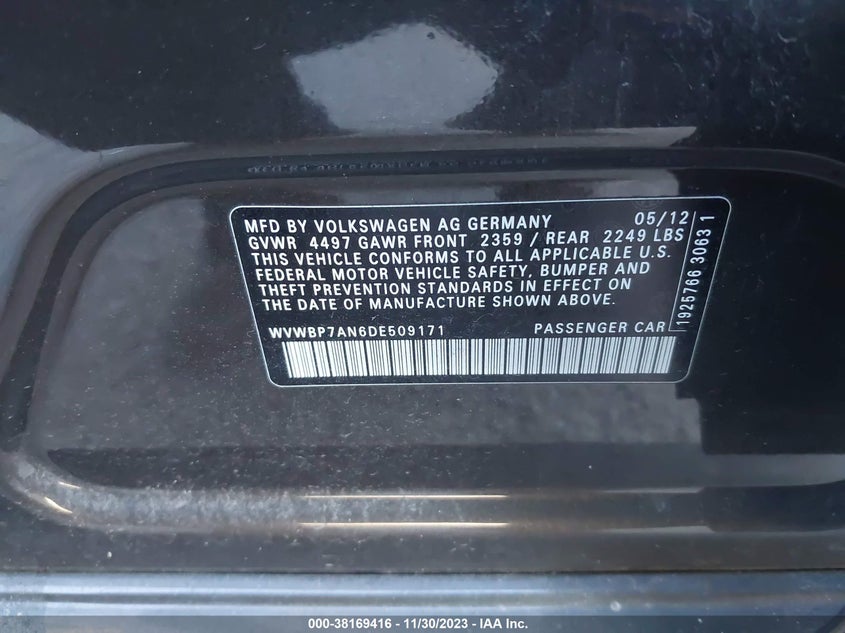 MFD BY VOLKSWAGEN AG GERMANY 05/12
GVWR 4497 GAWR FRONT 2359 / REAR 2249 LBS
THIS VEHICLE CONFORMS TO ALL APPLICABLE U.S.
FEDERAL MOTOR VEHICLE SAFETY, BUMPER AND
THEFT PREVENTION STANDARDS IN EFFECT ON
THE DATE OF MANUFACTURE SHOWN ABOVE.
WVWBP7AN6DE509171 PASSENGER CAR
1925766 30631
000-38169416 - 11/30/2023 - IAA Inc.